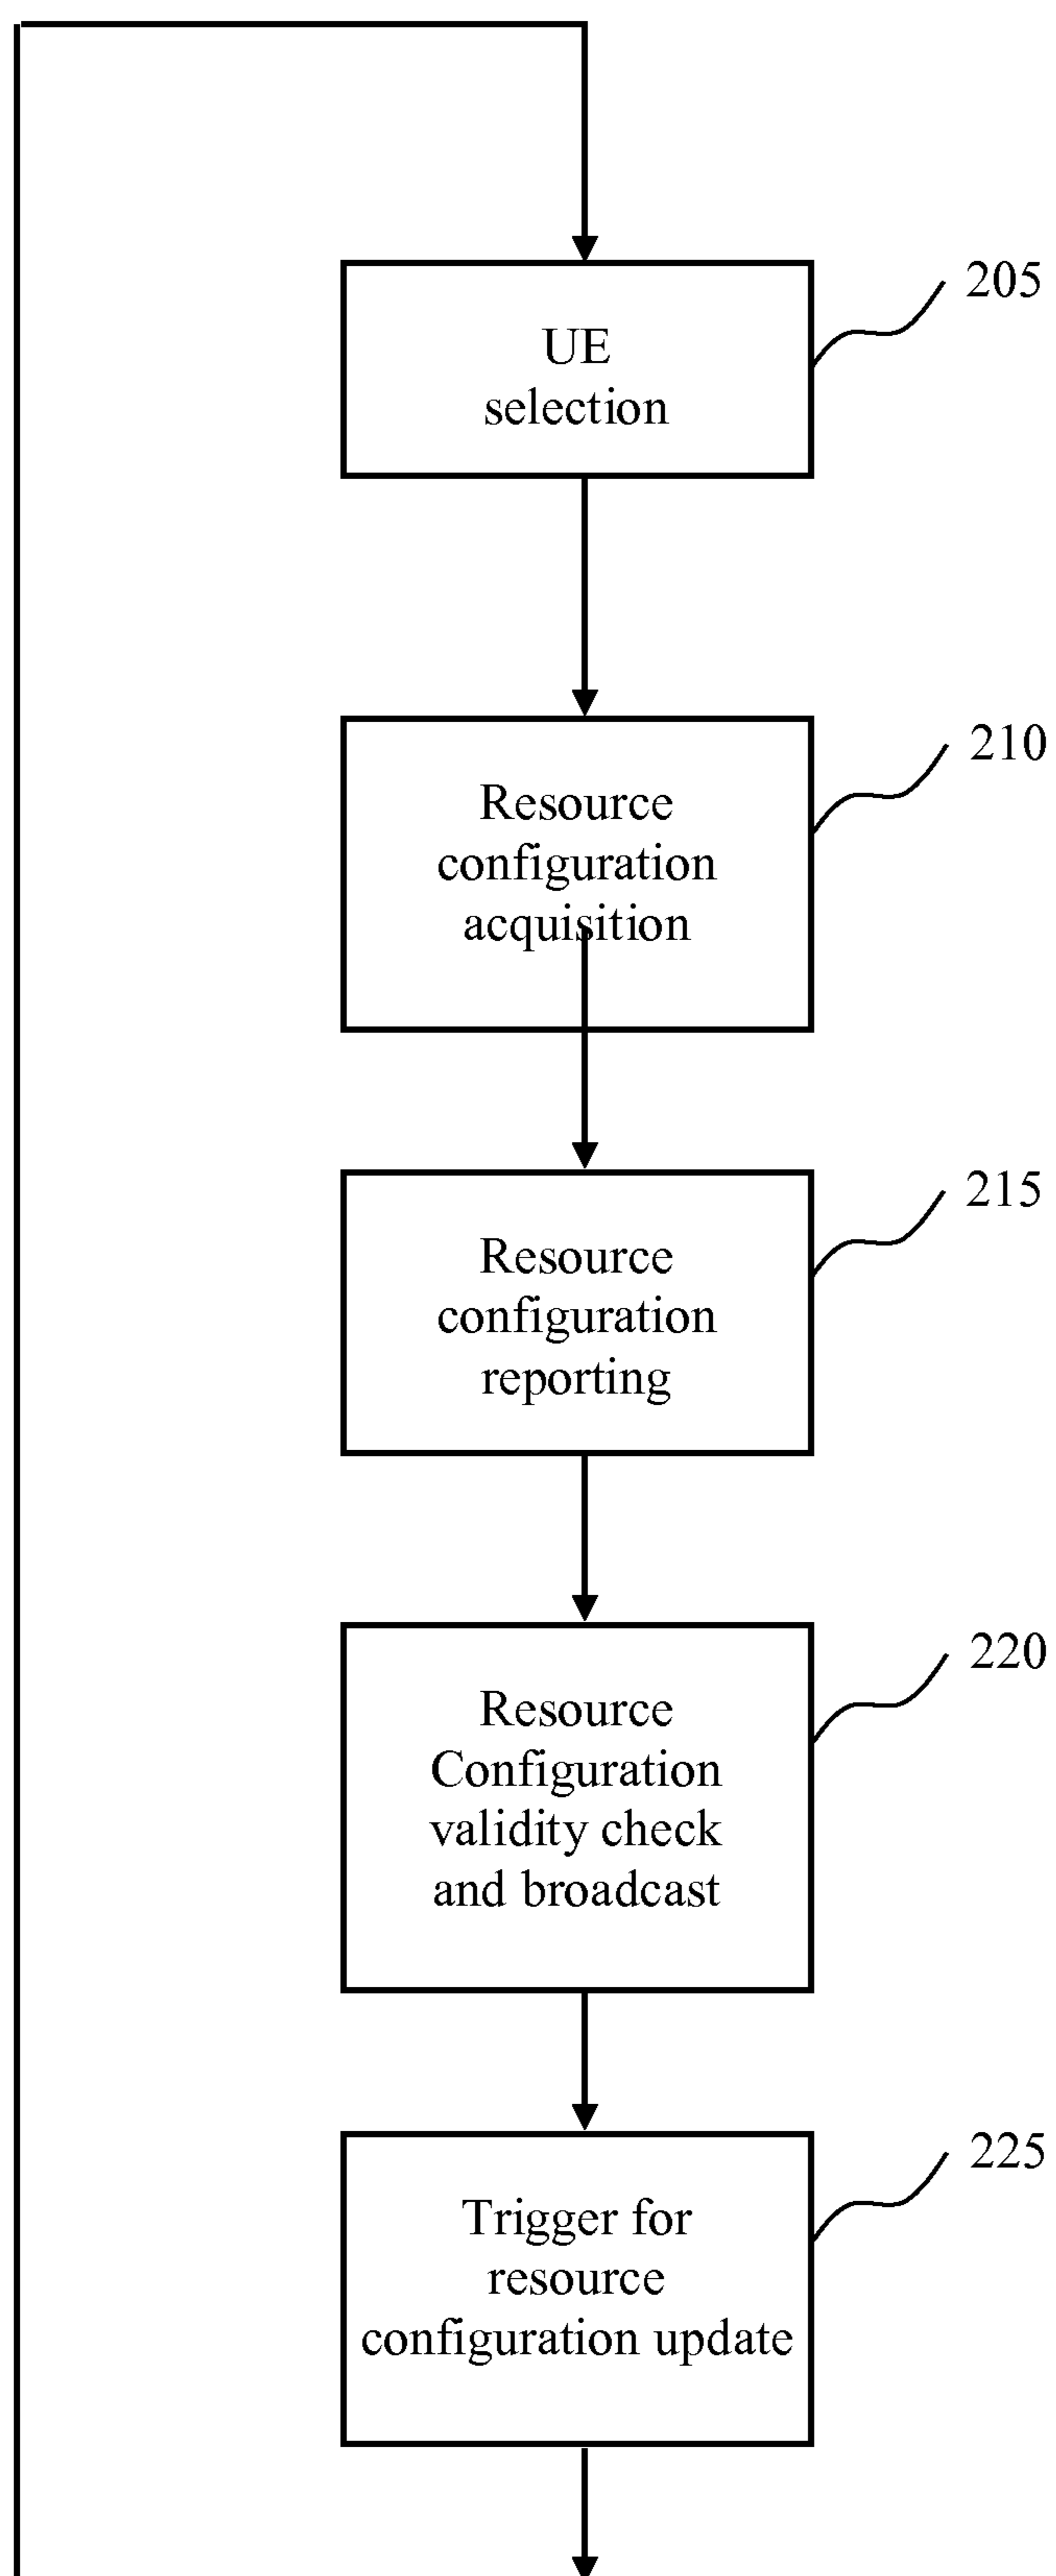 205
UE
selection
210
Resource
configuration
acquisition
215
Resource
configuration
reporting
220
Resource
Configuration
validity check
and broadcast
225
Trigger for
resource
configuration update